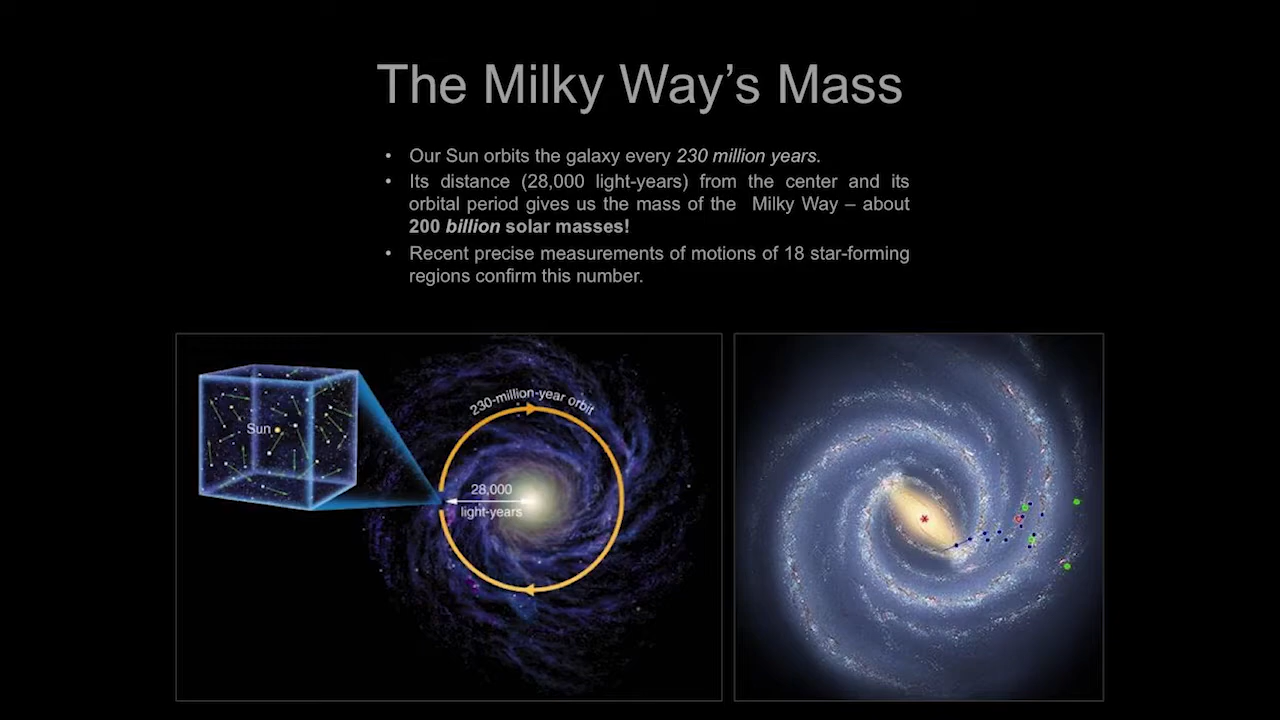 The Milky Way’s Mass
• Our Sun orbits the galaxy every 230 million years.
• Its distance (28,000 light-years) from the center and its
orbital period gives us the mass of the Milky Way – about
200 billion solar masses!
• Recent precise measurements of motions of 18 star-forming
regions confirm this number.
230-million-year orbit
Sun
28,000
light-years